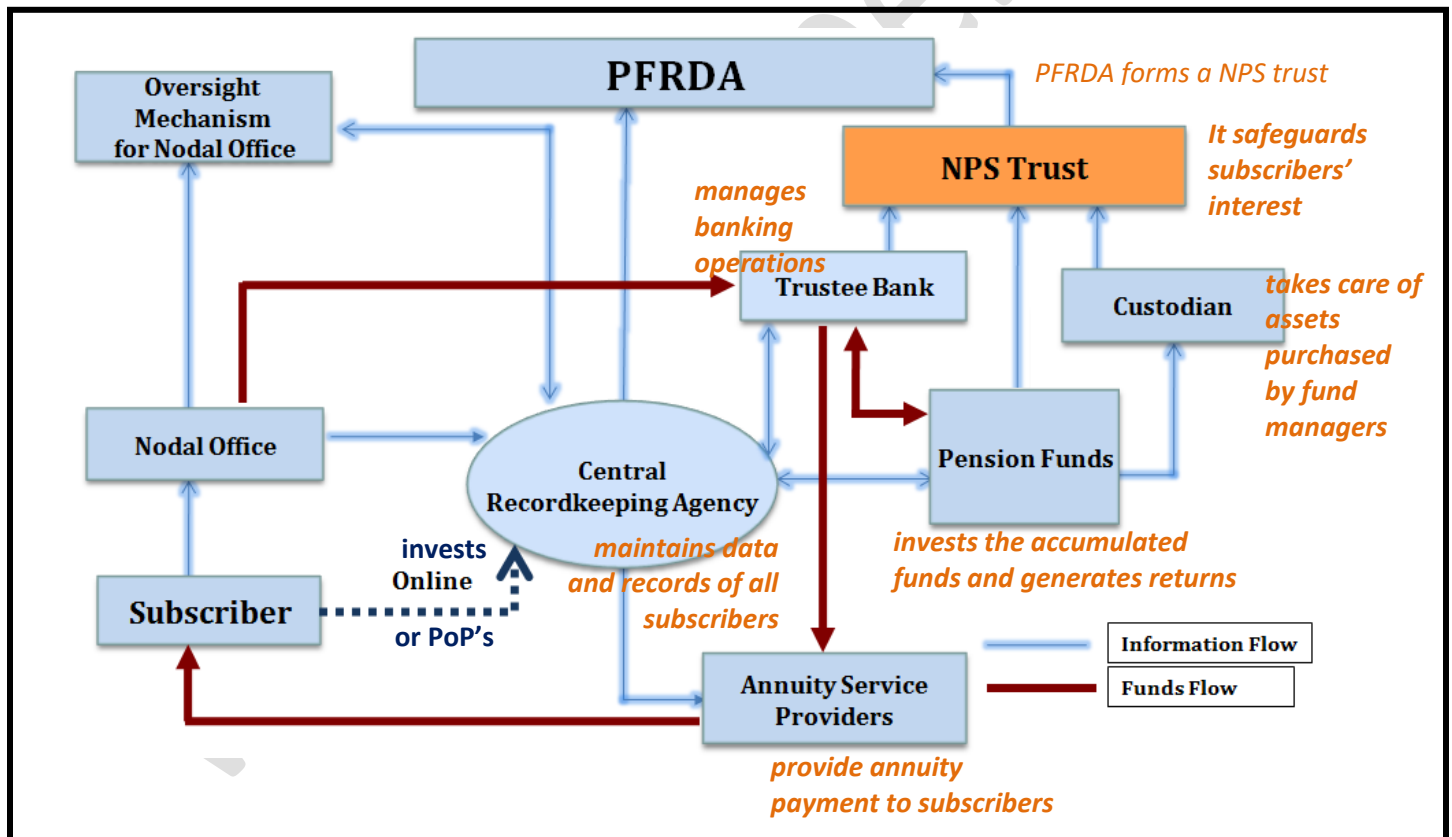 PFRDA
PFRDA forms a NPS trust
Oversight
Mechanism
for Nodal Office
NPS Trust
It safeguards
subscribers’
interest
manages
banking
operations
Trustee Bank
Custodian
takes care of
assets
purchased
by fund
managers
Nodal Office
Central
Recordkeeping Agency
Pension Funds
invests
Online
or PoP’s
maintains data
and records of all
subscribers
invests the accumulated
funds and generates returns
Subscriber
Annuity Service
Providers
Information Flow
Funds Flow
provide annuity
payment to subscribers